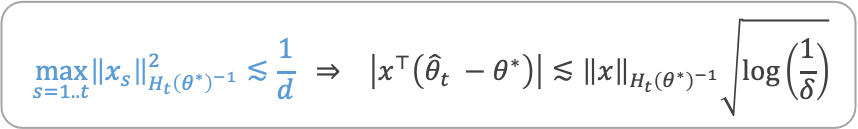 max_{s=1..t} ‖x_s‖²_{H_t(θ*)⁻¹} ≲ 1/d ⇒ |x^⊤(θ̂_t − θ*)| ≲ ‖x‖_{H_t(θ*)⁻¹} √(log(1/δ))